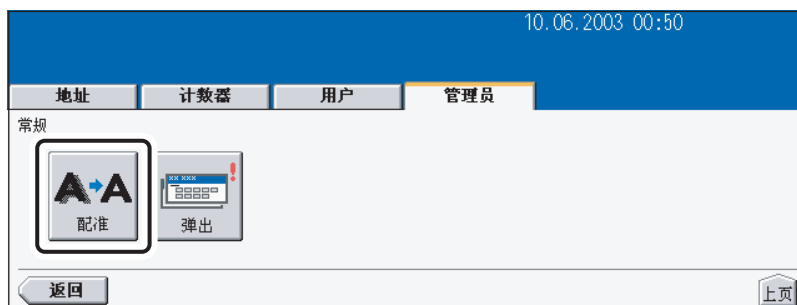 10.06.2003 00:50
地址 计数器 用户 管理员
常规
A A XX XXX !
配准 弹出
返回 上页